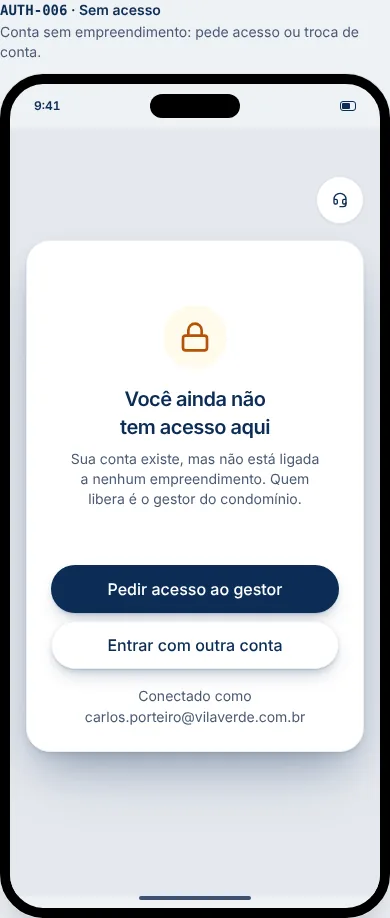 AUTH-006 · Sem acesso
Conta sem empreendimento: pede acesso ou troca de
conta.
9:41
Você ainda não
tem acesso aqui
Sua conta existe, mas não está ligada
a nenhum empreendimento. Quem
libera é o gestor do condomínio.
Pedir acesso ao gestor
Entrar com outra conta
Conectado como
carlos.porteiro@vilaverde.com.br